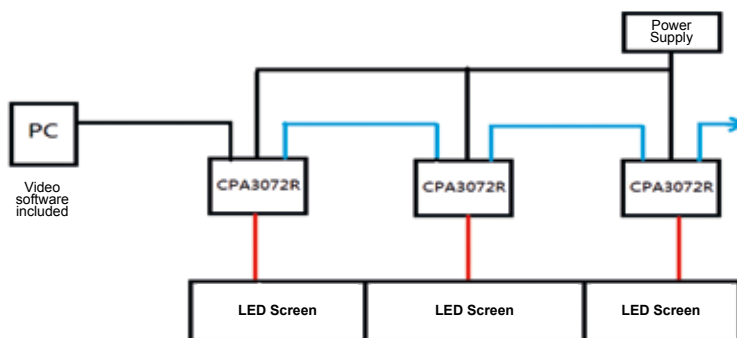 Power
Supply
PC
Video
software
included
CPA3072R
CPA3072R
CPA3072R
LED Screen
LED Screen
LED Screen